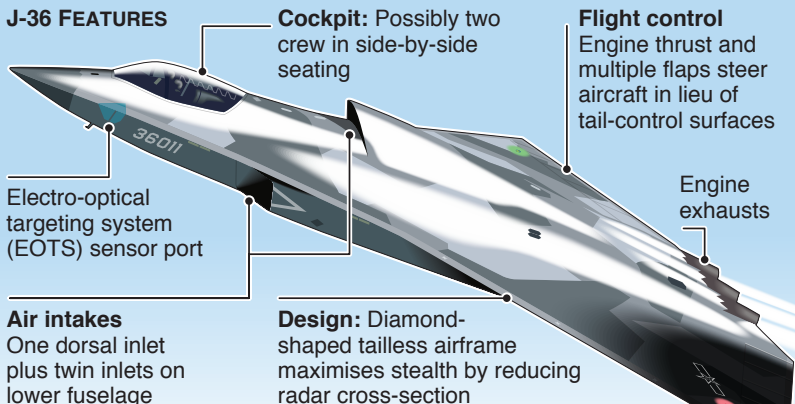 J-36 FEATURES
Cockpit: Possibly two
crew in side-by-side
seating
Flight control
Engine thrust and
multiple flaps steer
aircraft in lieu of
tail-control surfaces
36011
Electro-optical
targeting system
(EOTS) sensor port
Engine
exhausts
Air intakes
One dorsal inlet
plus twin inlets on
lower fuselage
Design: Diamond-
shaped tailless airframe
maximises stealth by reducing
radar cross-section